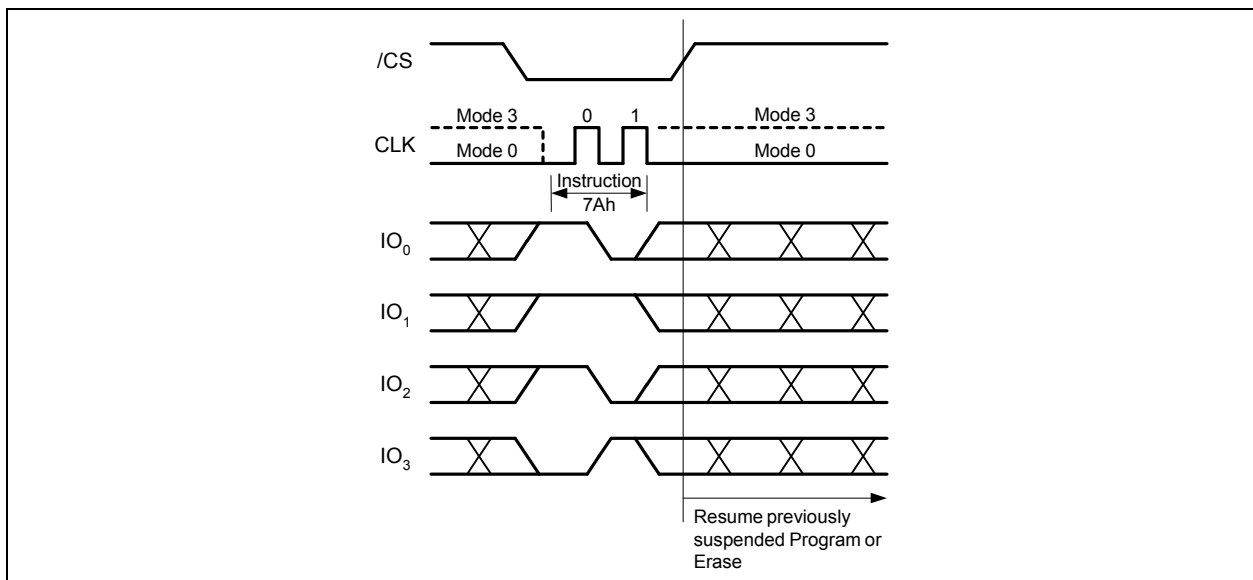 /CS
Mode 3 0 1 Mode 3
CLK
Mode 0 Mode 0
Instruction
7Ah
IO0
IO1
IO2
IO3
Resume previously
suspended Program or
Erase